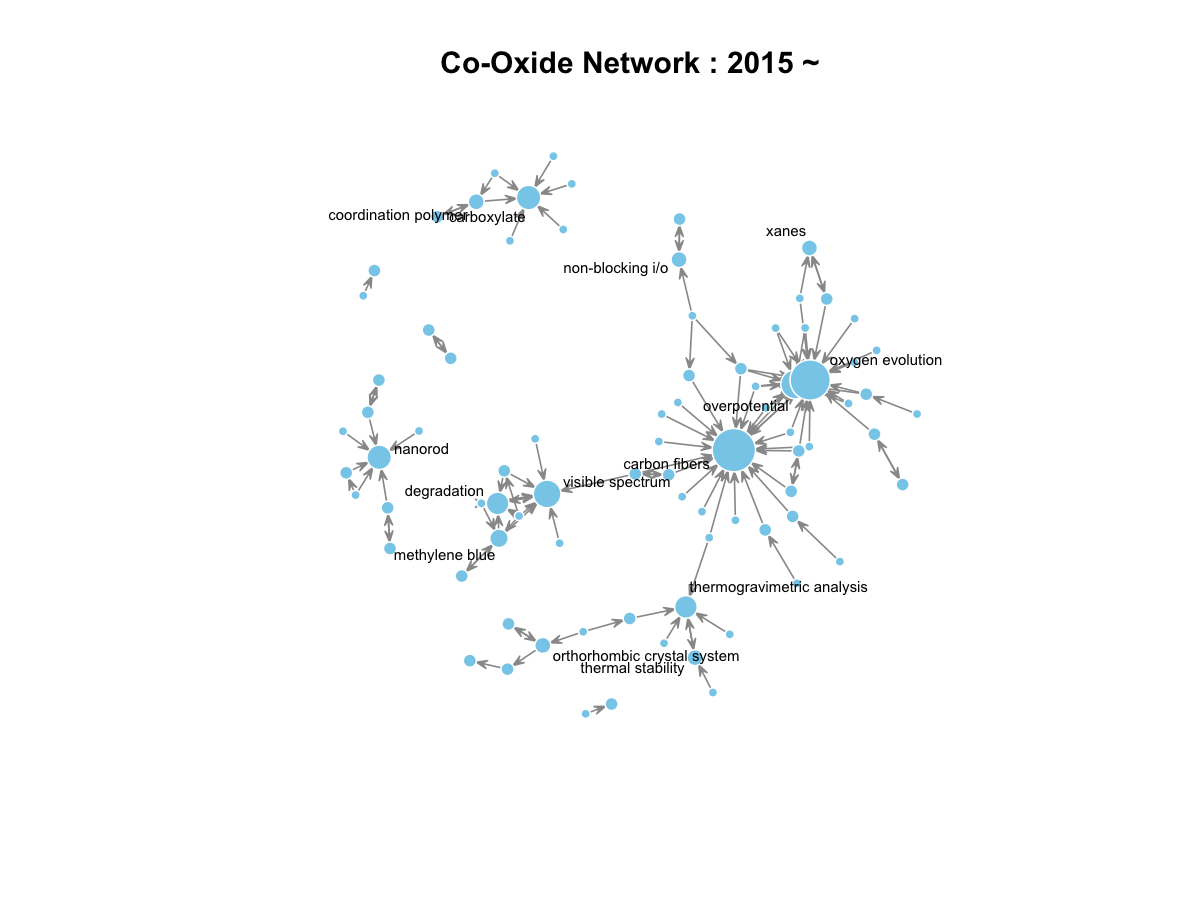 Co-Oxide Network : 2015 ~
coordination polymer
carboxylate
xanes
non-blocking i/o
oxygen evolution
overpotential
nanorod
carbon fibers
visible spectrum
degradation
methylene blue
thermogravimetric analysis
orthorhombic crystal system
thermal stability